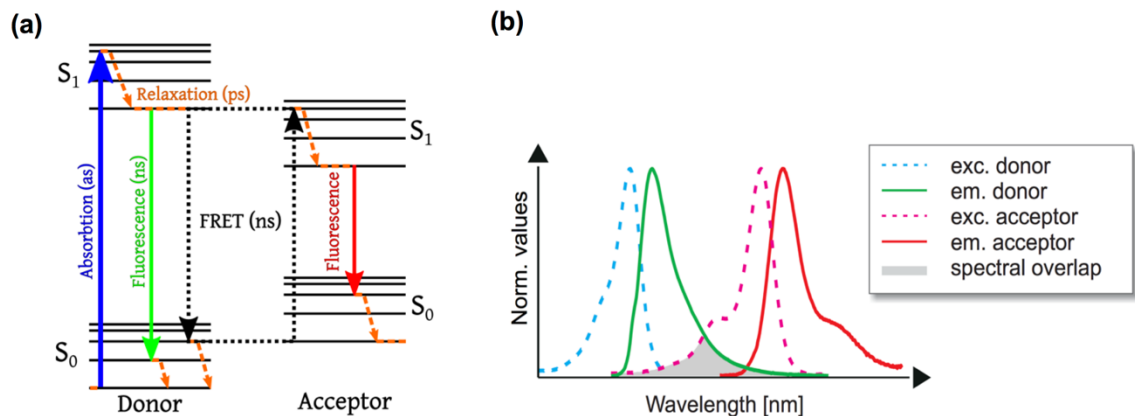 (a)
S1
Relaxation (ps)
Absorbtion (as)
Fluorescence (ns)
FRET (ns)
S1
Fluorescence
S0
S0
Donor
Acceptor
(b)
Norm. values
Wavelength [nm]
exc. donor
em. donor
exc. acceptor
em. acceptor
spectral overlap